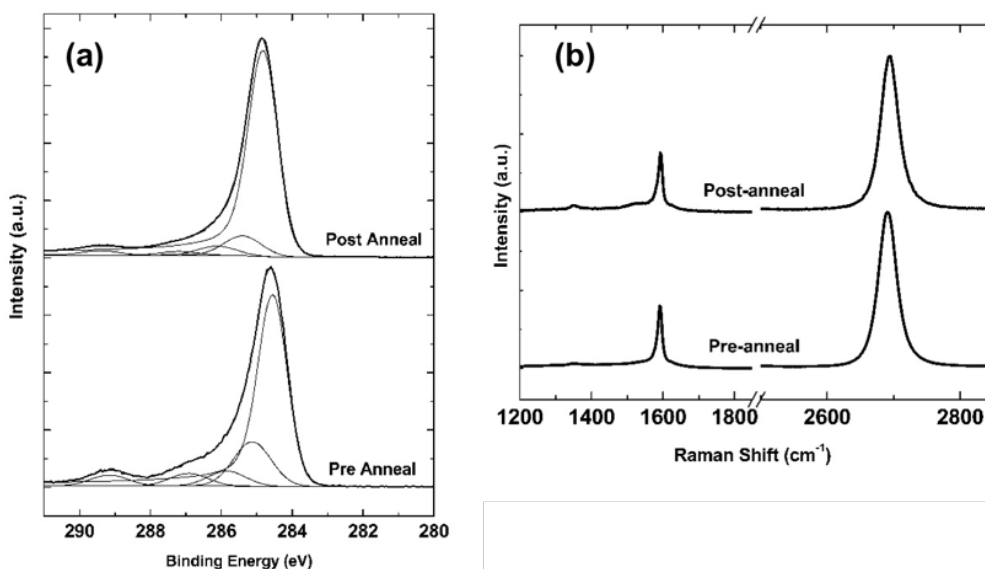 (a)
Post Anneal
Pre Anneal
Intensity (a.u.)
290 288 286 284 282 280
Binding Energy (eV)
(b)
Post-anneal
Pre-anneal
Intensity (a.u.)
1200 1400 1600 1800 2600 2800
Raman Shift (cm⁻¹)